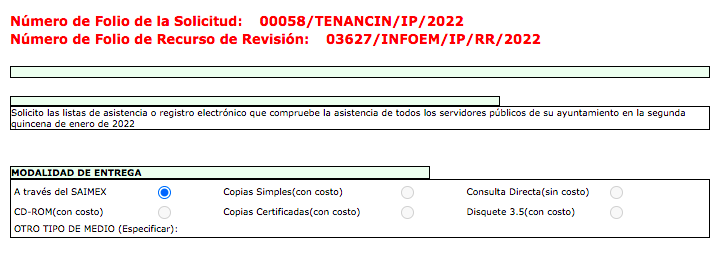 Número de Folio de la Solicitud: 00058/TENANCIN/IP/2022
Número de Folio de Recurso de Revisión: 03627/INFOEM/IP/RR/2022
Solicito las listas de asistencia o registro electrónico que compruebe la asistencia de todos los servidores públicos de su ayuntamiento en la segunda
quincena de enero de 2022
MODALIDAD DE ENTREGA
A través del SAIMEX Copias Simples(con costo) Consulta Directa(sin costo)
CD-ROM(con costo) Copias Certificadas(con costo) Disquete 3.5(con costo)
OTRO TIPO DE MEDIO (Especificar):